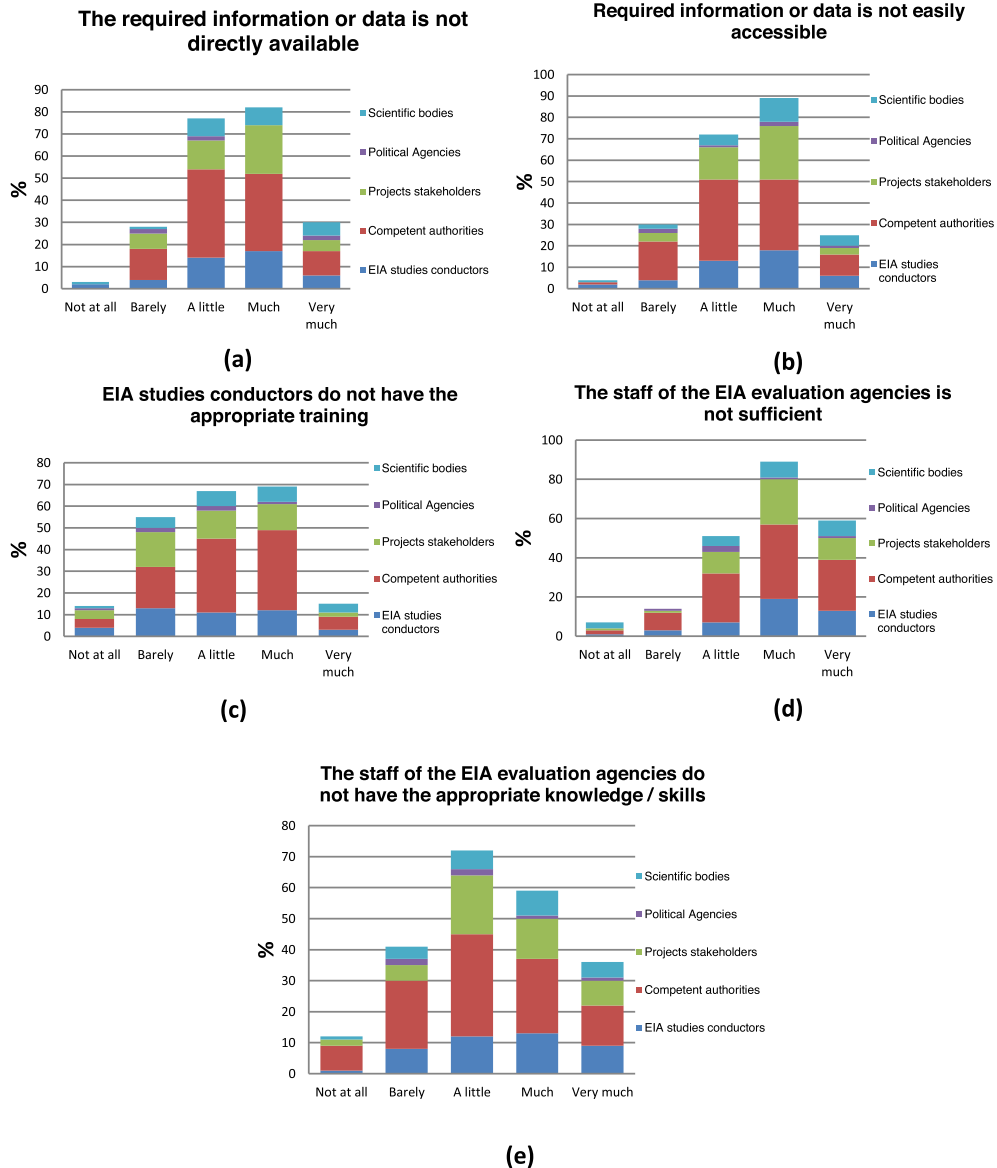 The required information or data is not
directly available
90
80
70
60
50
40
30
20
10
0
%
Not at all Barely A little Much Very
much
Scientific bodies
Political Agencies
Projects stakeholders
Competent authorities
EIA studies conductors
(a)
Required information or data is not easily
accessible
100
90
80
70
60
50
40
30
20
10
0
%
Not at all Barely A little Much Very
much
Scientific bodies
Political Agencies
Projects stakeholders
Competent authorities
EIA studies
conductors
(b)
EIA studies conductors do not have the
appropriate training
80
70
60
50
40
30
20
10
0
%
Not at all Barely A little Much Very
much
Scientific bodies
Political Agencies
Projects stakeholders
Competent authorities
EIA studies
conductors
(c)
The staff of the EIA evaluation agencies is
not sufficient
100
80
60
40
20
0
%
Not at all Barely A little Much Very
much
Scientific bodies
Political Agencies
Projects stakeholders
Competent authorities
EIA studies
conductors
(d)
The staff of the EIA evaluation agencies do
not have the appropriate knowledge / skills
80
70
60
50
40
30
20
10
0
%
Not at all Barely A little Much Very much
Scientific bodies
Political Agencies
Projects stakeholders
Competent authorities
EIA studies conductors
(e)